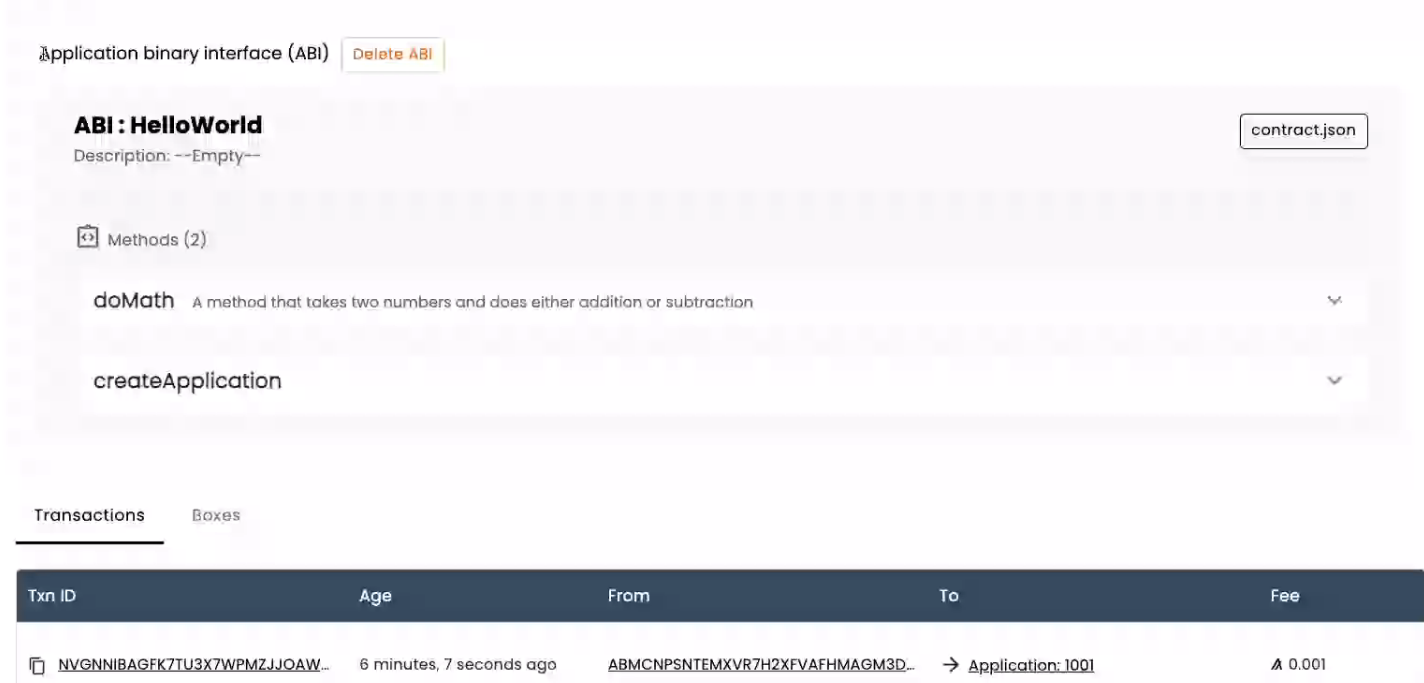 Application binary interface (ABI) Delete ABI
ABI : HelloWorld
contract.json
Description: --Empty--
Methods (2)
doMath A method that takes two numbers and does either addition or subtraction
createApplication
Transactions Boxes
Txn ID Age From To Fee
NVGNNIBAGFK7TU3X7WPMZJJOAW... 6 minutes, 7 seconds ago ABMCNPSNTEMXVR7H2XFVAFHMAGM3D... → Application: 1001 0.001